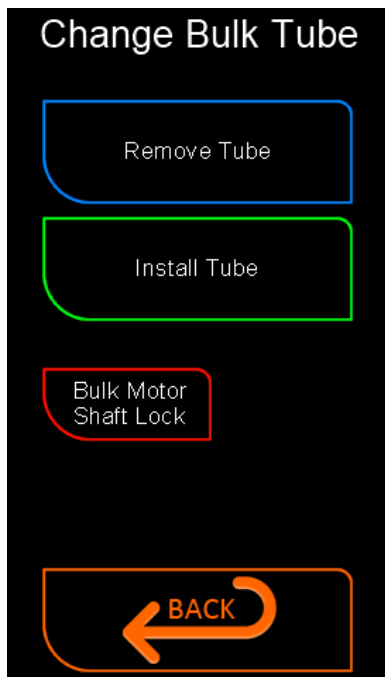 Change Bulk Tube
Remove Tube
Install Tube
Bulk Motor
Shaft Lock
BACK